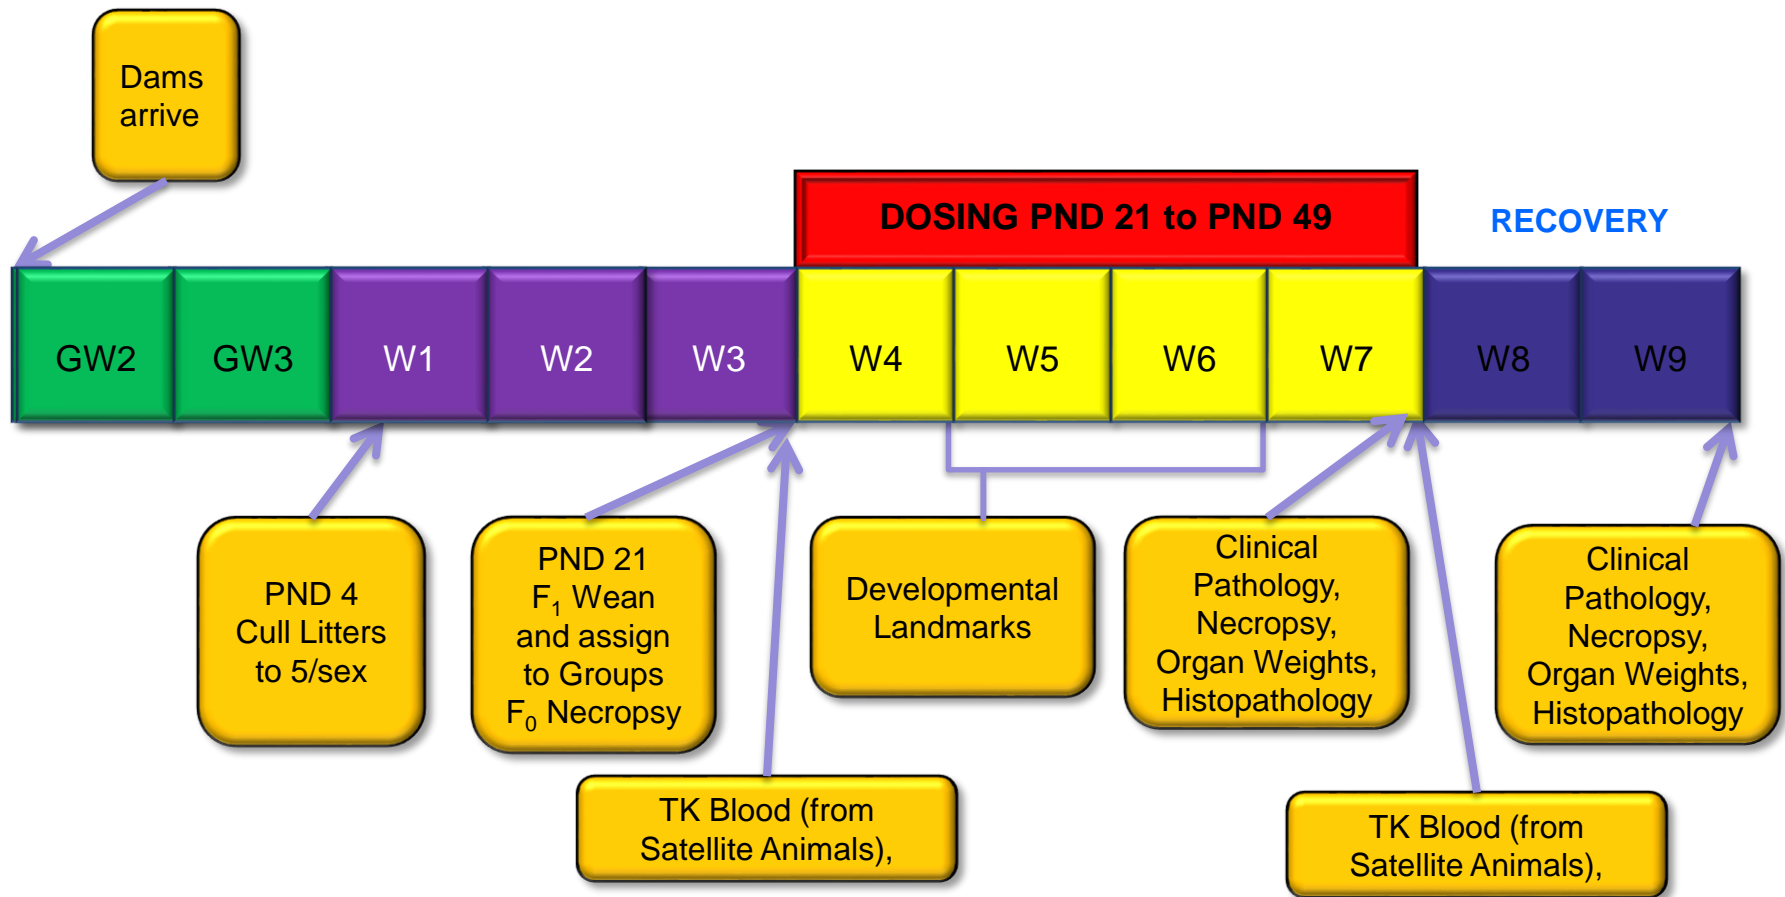 Dams
arrive
DOSING PND 21 to PND 49
RECOVERY
GW2
GW3
W1
W2
W3
W4
W5
W6
W7
W8
W9
PND 4
Cull Litters
to 5/sex
PND 21
F₁ Wean
and assign
to Groups
F₀ Necropsy
Developmental
Landmarks
Clinical
Pathology,
Necropsy,
Organ Weights,
Histopathology
Clinical
Pathology,
Necropsy,
Organ Weights,
Histopathology
TK Blood (from
Satellite Animals),
TK Blood (from
Satellite Animals),